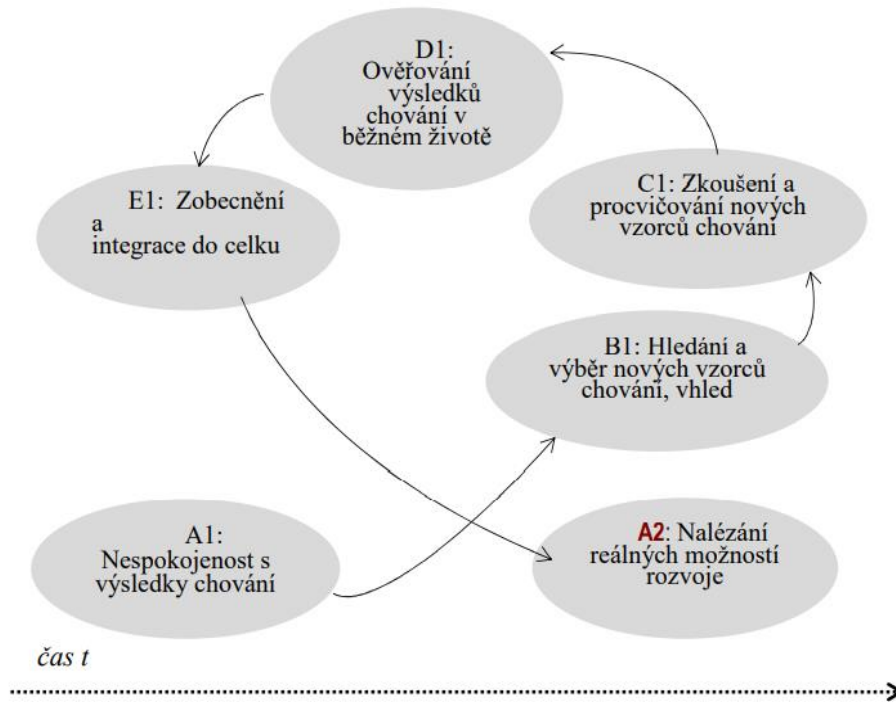 D1:
Ověřování
výsledků
chování v
běžném životě
E1: Zobecnění
a
integrace do celku
C1: Zkoušení a
procvičování nových
vzorců chování
B1: Hledání a
výběr nových vzorců
chování, vhled
A1:
Nespokojenost s
výsledky chování
A2: Nalézání
reálných možností
rozvoje
čas t